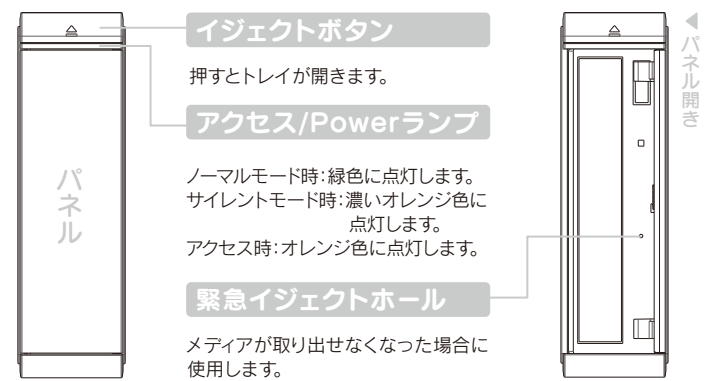 イジェクトボタン
押すとトレイが開きます。
アクセス/Powerランプ
ノーマルモード時:緑色に点灯します。
サイレントモード時:濃いオレンジ色に
点灯します。
アクセス時:オレンジ色に点灯します。
緊急イジェクトホール
メディアが取り出せなくなった場合に
使用します。
パネル
◀パネル開き